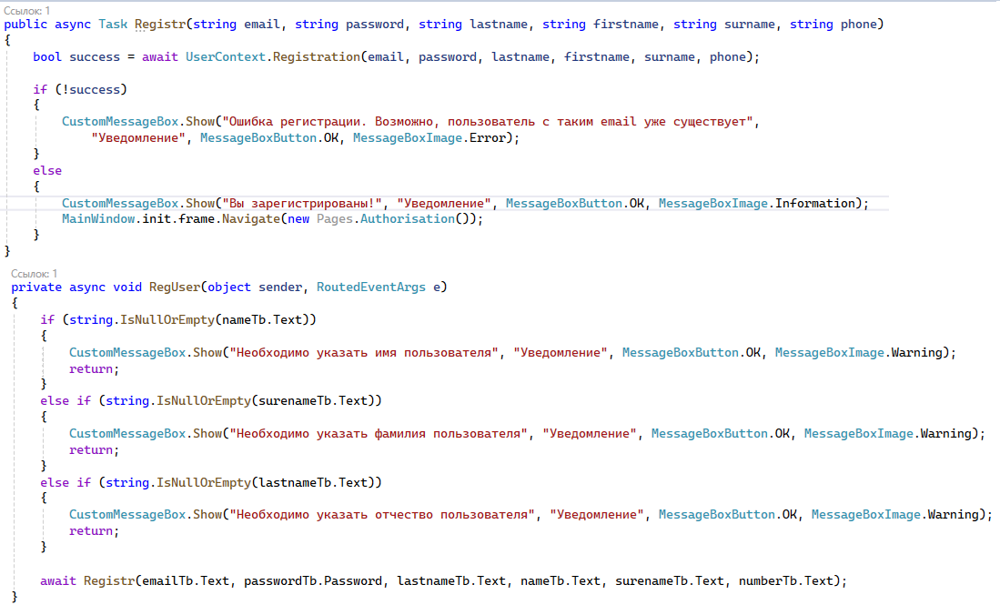 Ссылок: 1
public async Task Registr(string email, string password, string lastname, string firstname, string surname, string phone)
{
    bool success = await UserContext.Registration(email, password, lastname, firstname, surname, phone);

    if (!success)
    {
        CustomMessageBox.Show("Ошибка регистрации. Возможно, пользователь с таким email уже существует",
            "Уведомление", MessageBoxButton.OK, MessageBoxImage.Error);
    }
    else
    {
        CustomMessageBox.Show("Вы зарегистрированы!", "Уведомление", MessageBoxButton.OK, MessageBoxImage.Information);
        MainWindow.init.frame.Navigate(new Pages.Authorisation());
    }
}
Ссылок: 1
private async void RegUser(object sender, RoutedEventArgs e)
{
    if (string.IsNullOrEmpty(nameTb.Text))
    {
        CustomMessageBox.Show("Необходимо указать имя пользователя", "Уведомление", MessageBoxButton.OK, MessageBoxImage.Warning);
        return;
    }
    else if (string.IsNullOrEmpty(surenameTb.Text))
    {
        CustomMessageBox.Show("Необходимо указать фамилия пользователя", "Уведомление", MessageBoxButton.OK, MessageBoxImage.Warning);
        return;
    }
    else if (string.IsNullOrEmpty(lastnameTb.Text))
    {
        CustomMessageBox.Show("Необходимо указать отчество пользователя", "Уведомление", MessageBoxButton.OK, MessageBoxImage.Warning);
        return;
    }

    await Registr(emailTb.Text, passwordTb.Password, lastnameTb.Text, nameTb.Text, surenameTb.Text, numberTb.Text);
}